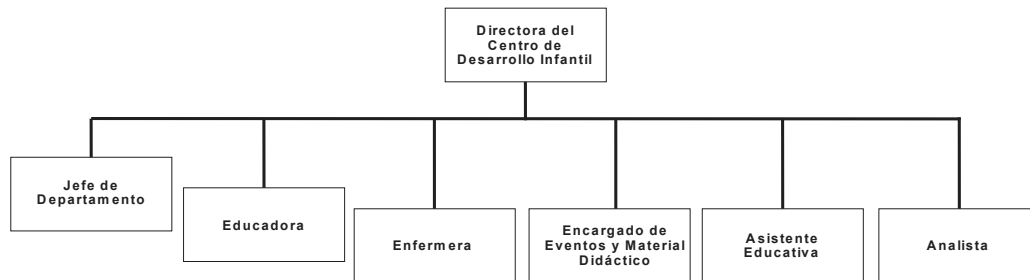 Directora del
Centro de
Desarrollo Infantil
Jefe de
Departamento
Educadora
Enfermera
Encargado de
Eventos y Material
Didáctico
Asistente
Educativa
Analista